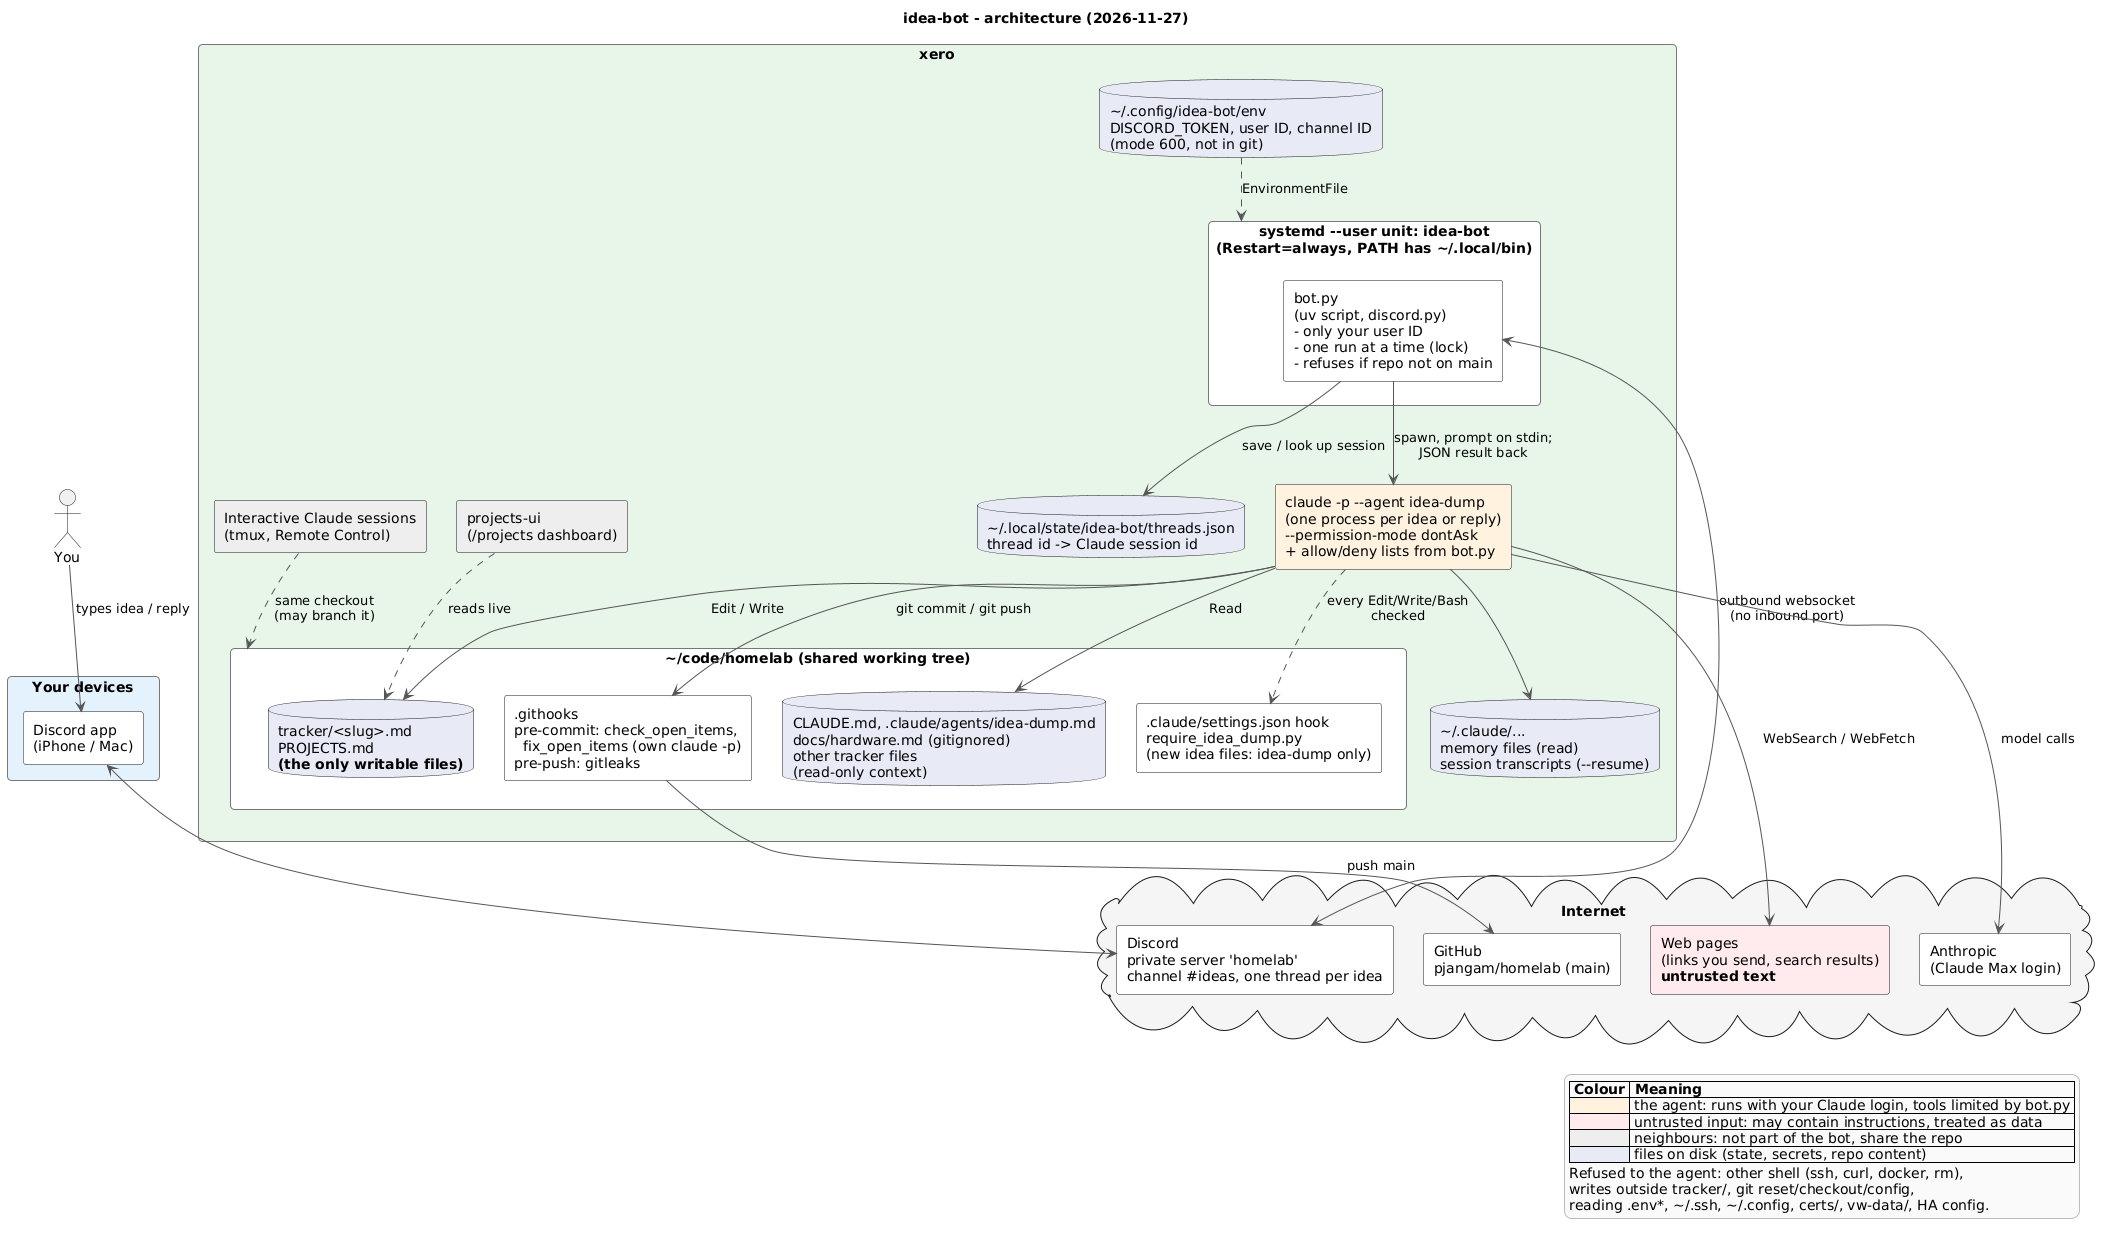 idea-bot - architecture (2026-11-27)
xero
~/.config/idea-bot/env
DISCORD_TOKEN, user ID, channel ID
(mode 600, not in git)
EnvironmentFile
systemd --user unit: idea-bot
(Restart=always, PATH has ~/.local/bin)
bot.py
(uv script, discord.py)
- only your user ID
- one run at a time (lock)
- refuses if repo not on main
save / look up session
spawn, prompt on stdin;
JSON result back
You
types idea / reply
Interactive Claude sessions
(tmux, Remote Control)
projects-ui
(/projects dashboard)
~/.local/state/idea-bot/threads.json
thread id -> Claude session id
claude -p --agent idea-dump
(one process per idea or reply)
--permission-mode dontAsk
+ allow/deny lists from bot.py
same checkout
(may branch it)
reads live
Edit / Write
git commit / git push
Read
every Edit/Write/Bash
checked
outbound websocket
(no inbound port)
Your devices
Discord app
(iPhone / Mac)
~/code/homelab (shared working tree)
tracker/<slug>.md
PROJECTS.md
(the only writable files)
.githooks
pre-commit: check_open_items,
fix_open_items (own claude -p)
pre-push: gitleaks
CLAUDE.md, .claude/agents/idea-dump.md
docs/hardware.md (gitignored)
other tracker files
(read-only context)
.claude/settings.json hook
require_idea_dump.py
(new idea files: idea-dump only)
~/.claude/...
memory files (read)
session transcripts (--resume)
WebSearch / WebFetch
model calls
push main
Internet
Discord
private server 'homelab'
channel #ideas, one thread per idea
GitHub
pjangam/homelab (main)
Web pages
(links you send, search results)
untrusted text
Anthropic
(Claude Max login)
Colour Meaning
the agent: runs with your Claude login, tools limited by bot.py
untrusted input: may contain instructions, treated as data
neighbours: not part of the bot, share the repo
files on disk (state, secrets, repo content)
Refused to the agent: other shell (ssh, curl, docker, rm),
writes outside tracker/, git reset/checkout/config,
reading .env*, ~/.ssh, ~/.config, certs/, vw-data/, HA config.